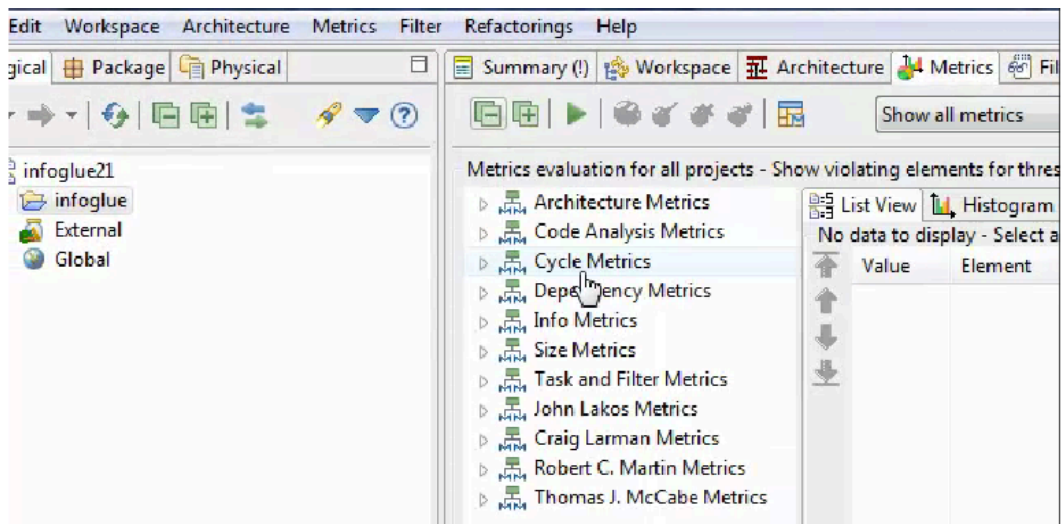 Edit Workspace Architecture Metrics Filter Refactorings Help
gical Package Physical
Summary (!) Workspace Architecture Metrics Fil
Show all metrics
infoglue21
infoglue
External
Global
Metrics evaluation for all projects - Show violating elements for thres
Architecture Metrics
Code Analysis Metrics
Cycle Metrics
Dependency Metrics
Info Metrics
Size Metrics
Task and Filter Metrics
John Lakos Metrics
Craig Larman Metrics
Robert C. Martin Metrics
Thomas J. McCabe Metrics
List View Histogram
No data to display - Select a
Value Element